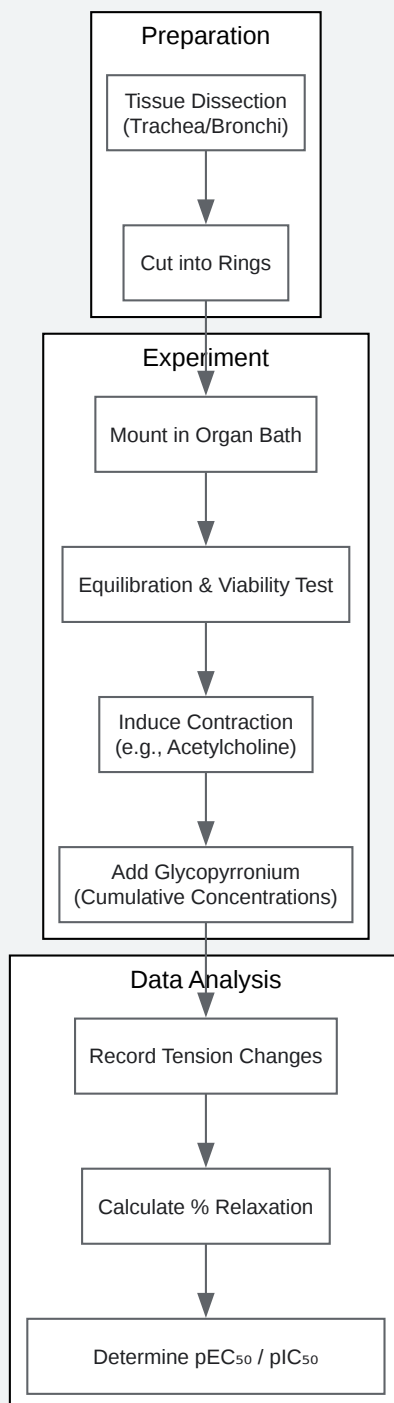 Preparation
Tissue Dissection
(Trachea/Bronchi)
Cut into Rings
Experiment
Mount in Organ Bath
Equilibration & Viability Test
Induce Contraction
(e.g., Acetylcholine)
Add Glycopyrronium
(Cumulative Concentrations)
Data Analysis
Record Tension Changes
Calculate % Relaxation
Determine pEC₅₀ / pIC₅₀